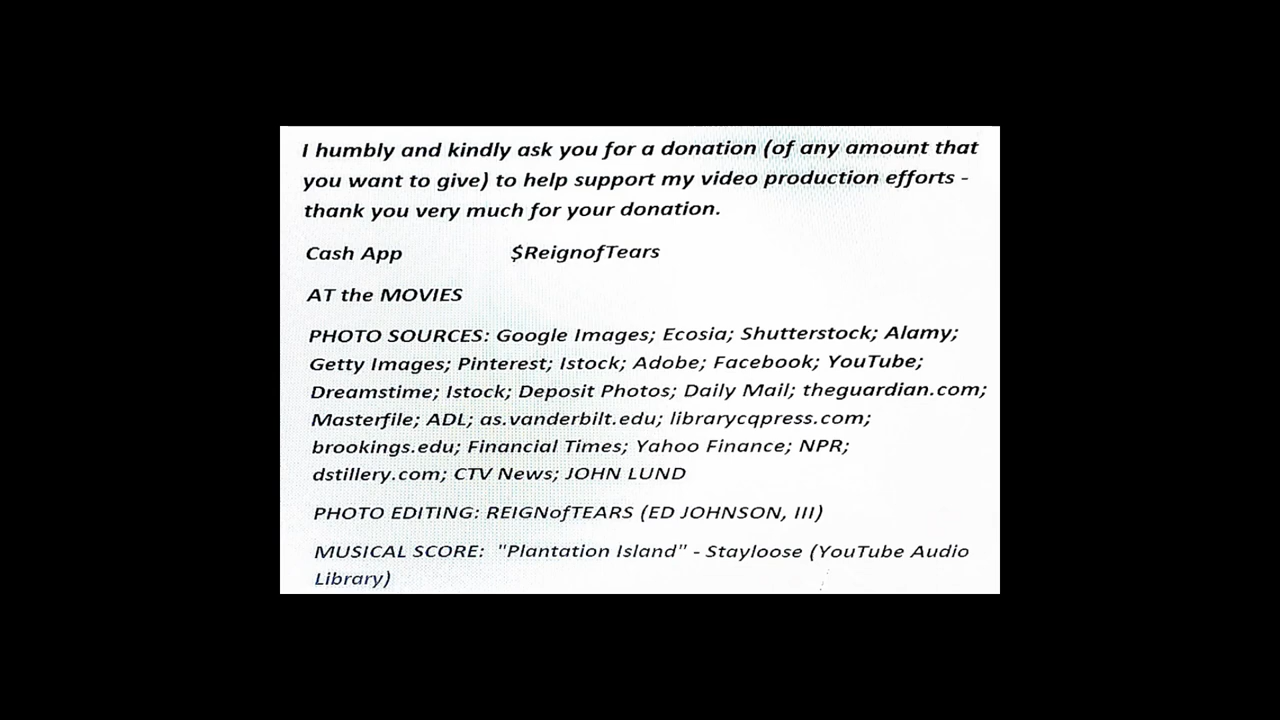 I humbly and kindly ask you for a donation (of any amount that
you want to give) to help support my video production efforts -
thank you very much for your donation.
Cash App $ReignofTears
AT the MOVIES
PHOTO SOURCES: Google Images; Ecosia; Shutterstock; Alamy;
Getty Images; Pinterest; Istock; Adobe; Facebook; YouTube;
Dreamstime; Istock; Deposit Photos; Daily Mail; theguardian.com;
Masterfile; ADL; as.vanderbilt.edu; librarycqpress.com;
brookings.edu; Financial Times; Yahoo Finance; NPR;
dstillery.com; CTV News; JOHN LUND
PHOTO EDITING: REIGNofTEARS (ED JOHNSON, III)
MUSICAL SCORE: "Plantation Island" - Stayloose (YouTube Audio
Library)